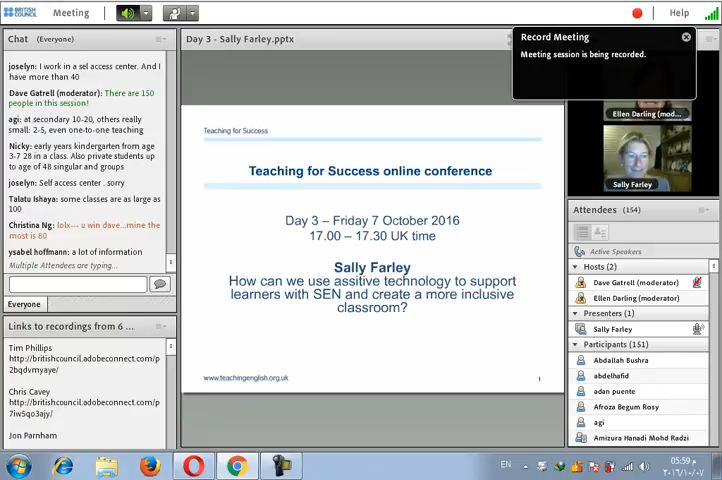 BRITISH COUNCIL
Meeting
Help
Chat (Everyone)
joselyn: I work in a sel access center. And I
have more than 40
Dave Gatrell (moderator): There are 150
people in this session!
agi: at secondary 10-20, others really
small: 2-5, even one-to-one teaching
Nicky: early years kindergarten from age
3-7 28 in a class. Also private students up
to age of 48 singular and groups
joselyn: Self access center . sorry
Talatu Ishaya: some classes are as large as
100
Christina Ng: lolx--- u win dave...mine the
most is 80
ysabel hoffmann: a lot of information
Multiple Attendees are typing...
Everyone
Links to recordings from 6 ...
Tim Phillips
http://britishcouncil.adobeconnect.com/p
2bqdvmyaye/
Chris Cavey
http://britishcouncil.adobeconnect.com/p
7iw5qo3ajy/
Jon Parnham
Day 3 - Sally Farley.pptx
Teaching for Success
Teaching for Success online conference
Day 3 – Friday 7 October 2016
17.00 – 17.30 UK time
Sally Farley
How can we use assitive technology to support
learners with SEN and create a more inclusive
classroom?
www.teachingenglish.org.uk
1
Record Meeting
Meeting session is being recorded.
Ellen Darling (mod...
Sally Farley
Attendees (154)
Active Speakers
Hosts (2)
Dave Gatrell (moderator)
Ellen Darling (moderator)
Presenters (1)
Sally Farley
Participants (151)
Abdallah Bushra
abdelhafid
adan puente
Afroza Begum Rosy
agi
Amizura Hanadi Mohd Radzi
EN
05:59 م
٢٠١٦/١٠/٠٧